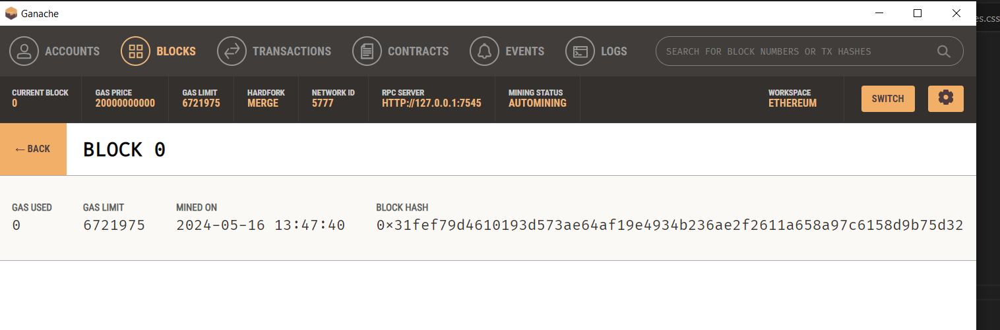 Ganache
es.css
ACCOUNTS BLOCKS TRANSACTIONS CONTRACTS EVENTS LOGS SEARCH FOR BLOCK NUMBERS OR TX HASHES
CURRENT BLOCK GAS PRICE GAS LIMIT HARDFORK NETWORK ID RPC SERVER MINING STATUS WORKSPACE
0 20000000000 6721975 MERGE 5777 HTTP://127.0.0.1:7545 AUTOMINING ETHEREUM SWITCH
← BACK BLOCK 0
GAS USED GAS LIMIT MINED ON BLOCK HASH
0 6721975 2024-05-16 13:47:40 0×31fef79d4610193d573ae64af19e4934b236ae2f2611a658a97c6158d9b75d32